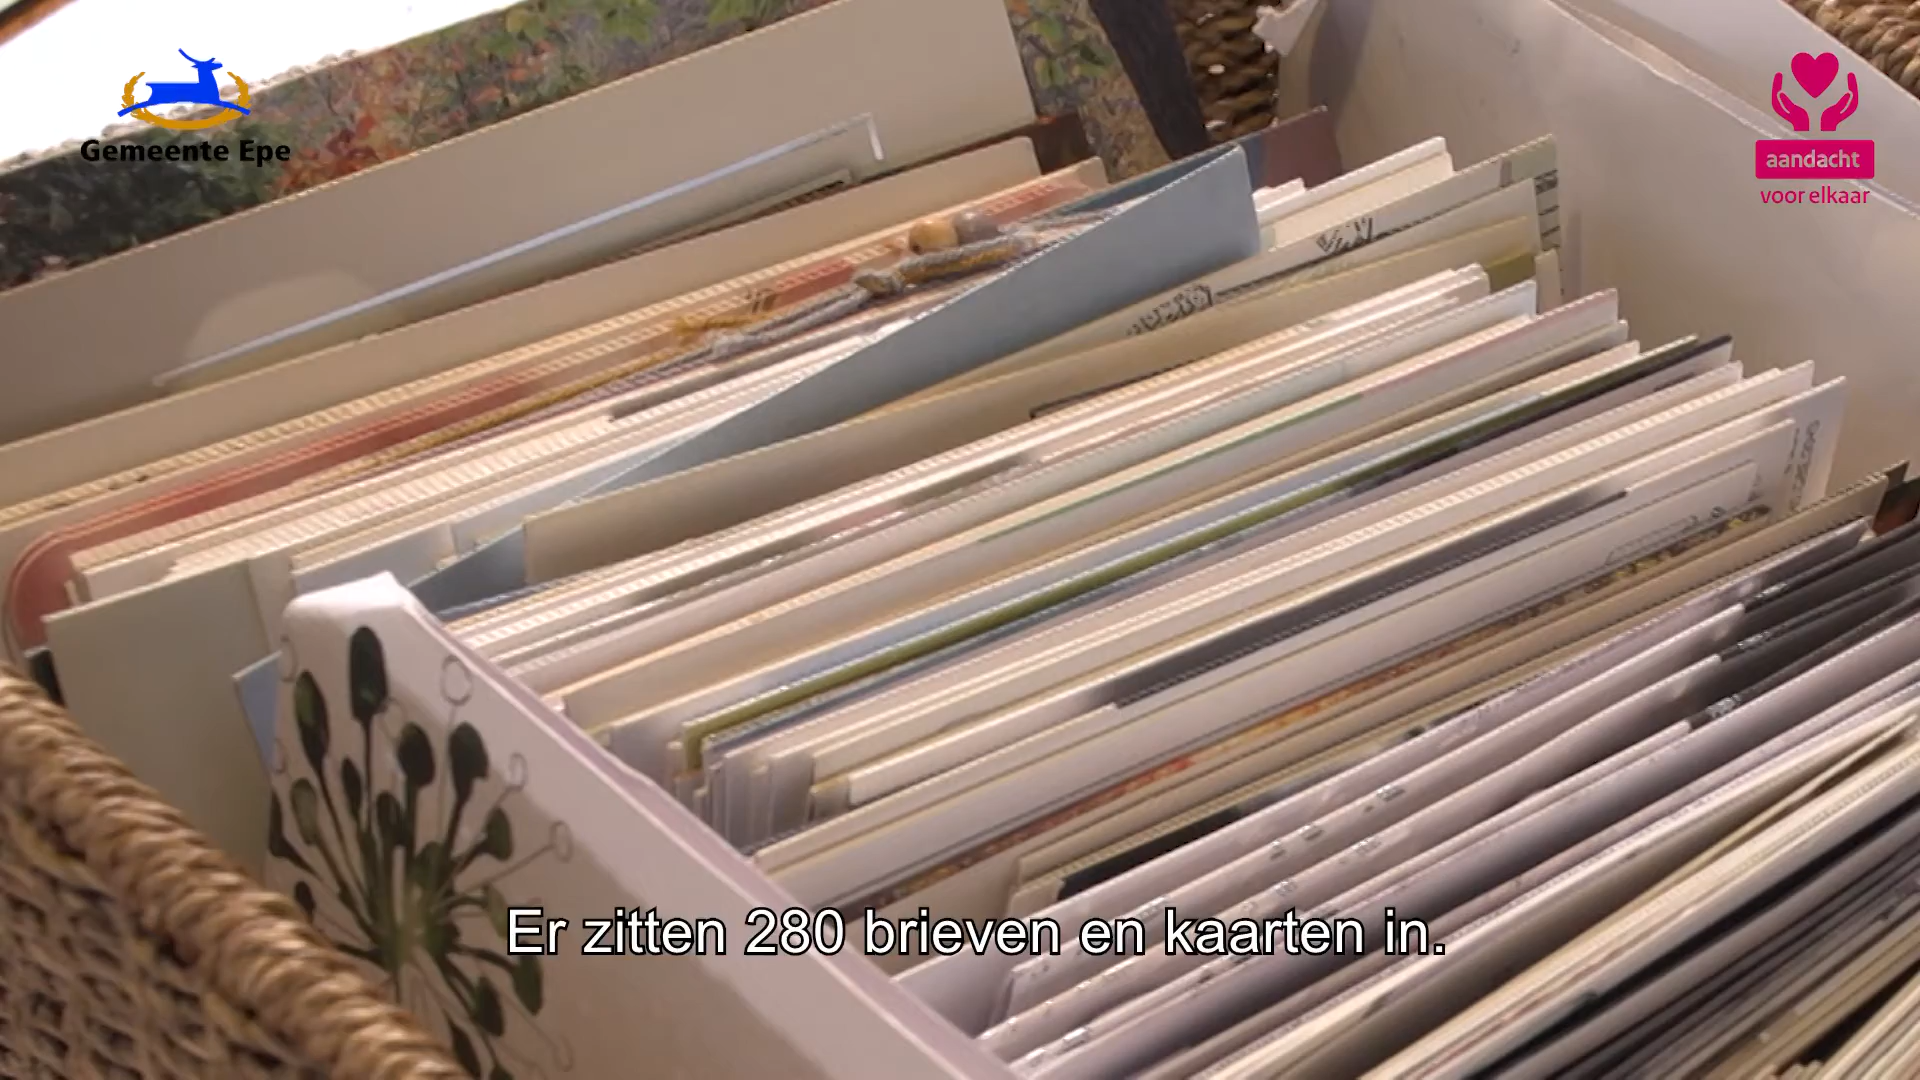 Gemeente Epe
aandacht
voor elkaar
Er zitten 280 brieven en kaarten in.